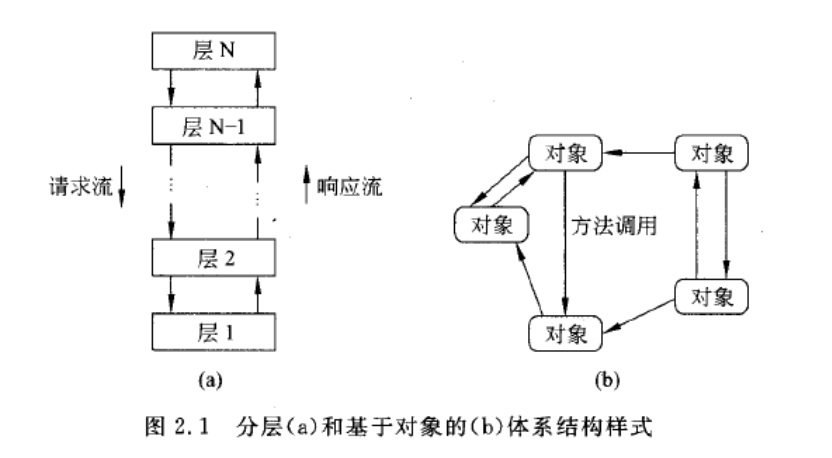 层 N
层 N-1
请求流
响应流
层 2
层 1
(a)
对象
对象
对象
方法调用
对象
对象
(b)
图 2.1 分层(a)和基于对象的(b)体系结构样式